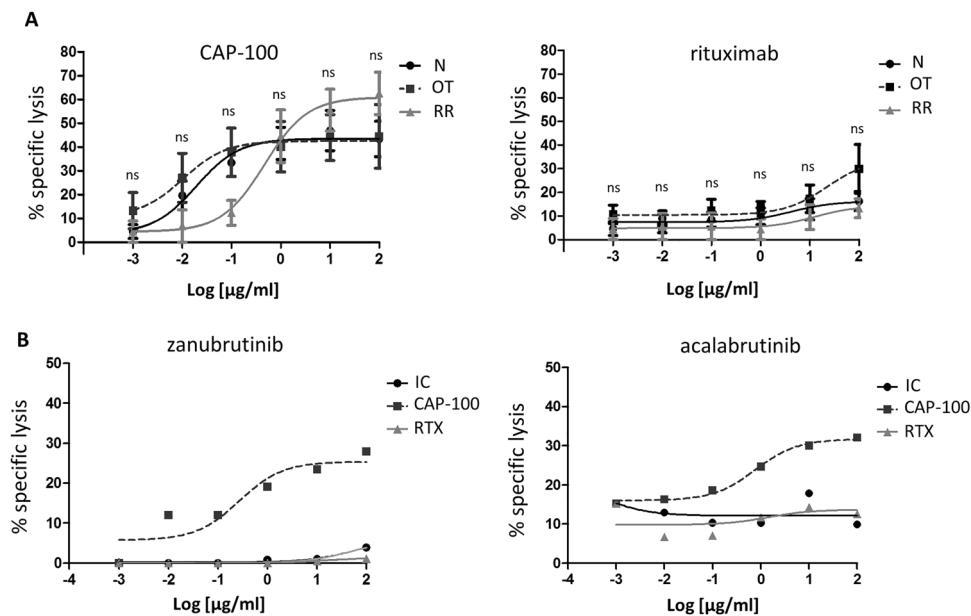 A
CAP-100
% specific lysis
80
70
60
50
40
30
20
10
0
ns ns ns ns ns ns
-3 -2 -1 0 1 2
Log [µg/ml]
N
OT
RR
rituximab
% specific lysis
80
70
60
50
40
30
20
10
0
ns ns ns ns ns ns
-3 -2 -1 0 1 2
Log [µg/ml]
N
OT
RR
B
zanubrutinib
% specific lysis
50
40
30
20
10
0
-4 -3 -2 -1 0 1 2
Log [µg/ml]
IC
CAP-100
RTX
acalabrutinib
% specific lysis
50
40
30
20
10
0
-4 -3 -2 -1 0 1 2
Log [µg/ml]
IC
CAP-100
RTX